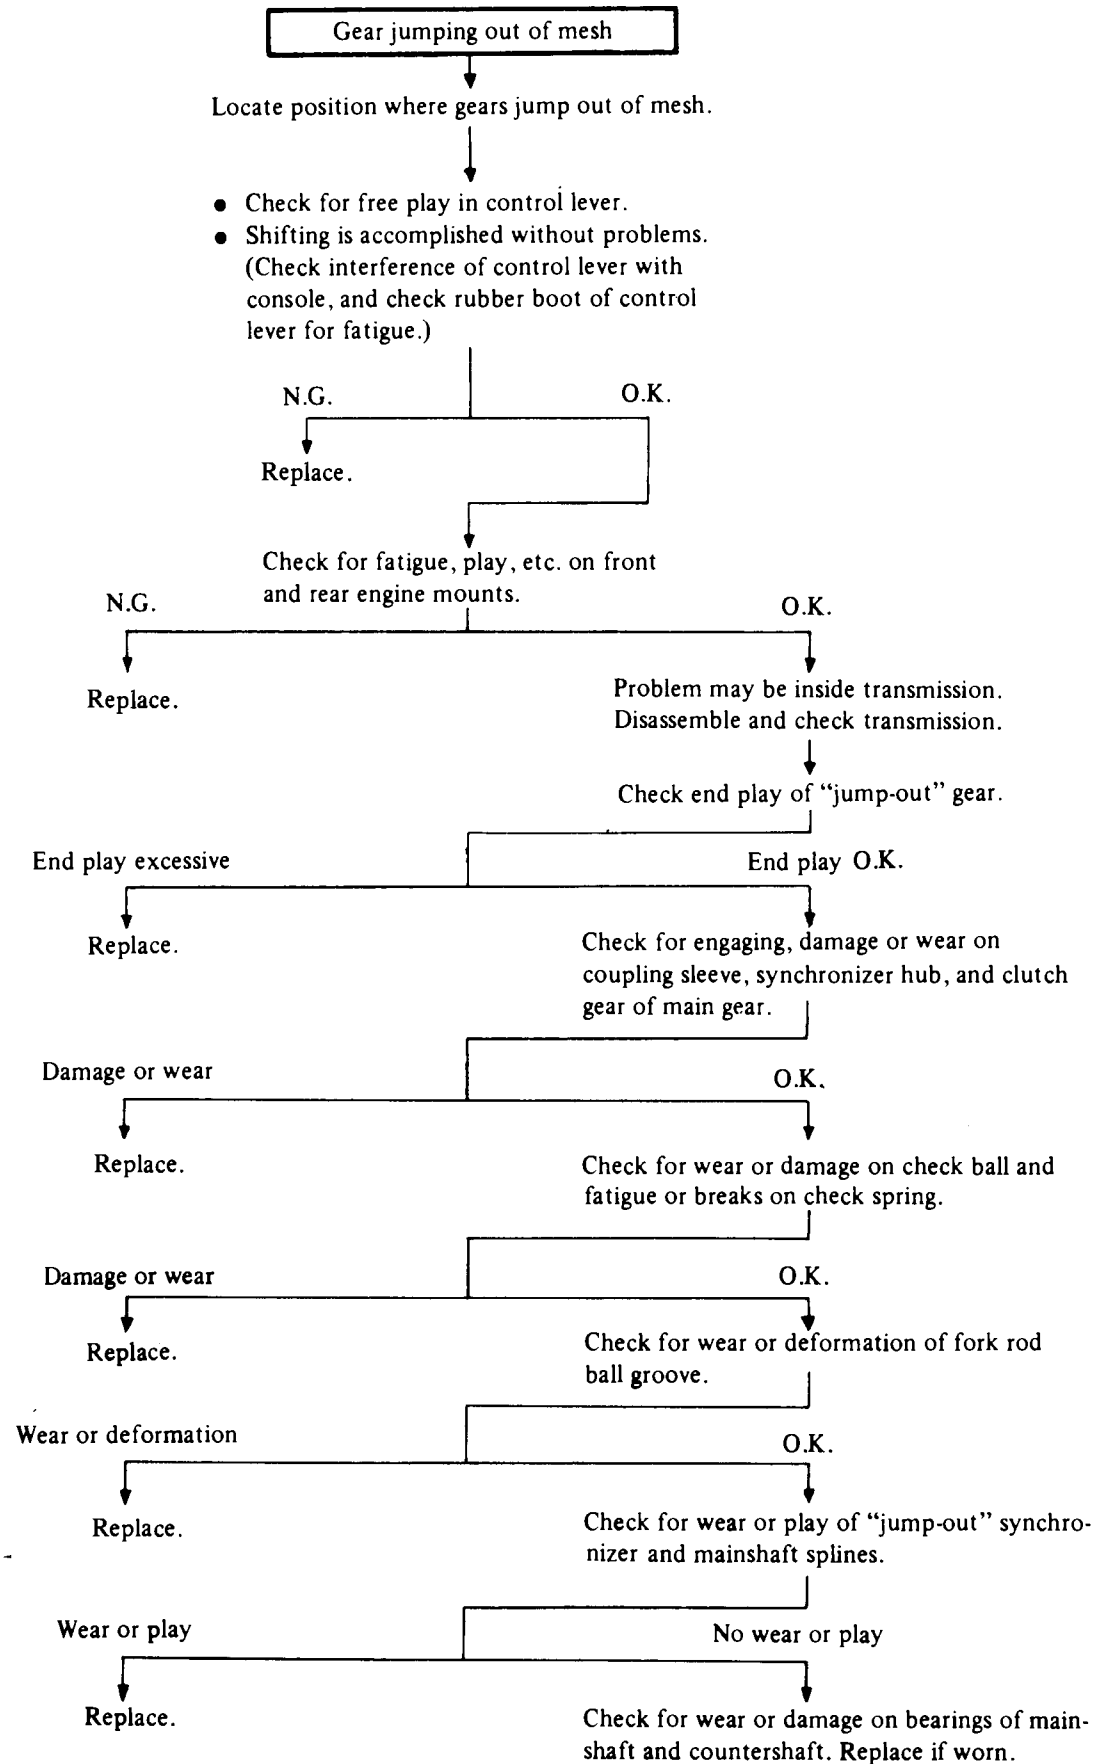 Gear jumping out of mesh
Locate position where gears jump out of mesh.
● Check for free play in control lever.
● Shifting is accomplished without problems.
(Check interference of control lever with
console, and check rubber boot of control
lever for fatigue.)
N.G.
O.K.
Replace.
Check for fatigue, play, etc. on front
and rear engine mounts.
N.G.
O.K.
Replace.
Problem may be inside transmission.
Disassemble and check transmission.
Check end play of “jump-out” gear.
End play excessive
End play O.K.
Replace.
Check for engaging, damage or wear on
coupling sleeve, synchronizer hub, and clutch
gear of main gear.
Damage or wear
O.K.
Replace.
Check for wear or damage on check ball and
fatigue or breaks on check spring.
Damage or wear
O.K.
Replace.
Check for wear or deformation of fork rod
ball groove.
Wear or deformation
O.K.
Replace.
Check for wear or play of “jump-out” synchro-
nizer and mainshaft splines.
Wear or play
No wear or play
Replace.
Check for wear or damage on bearings of main-
shaft and countershaft. Replace if worn.